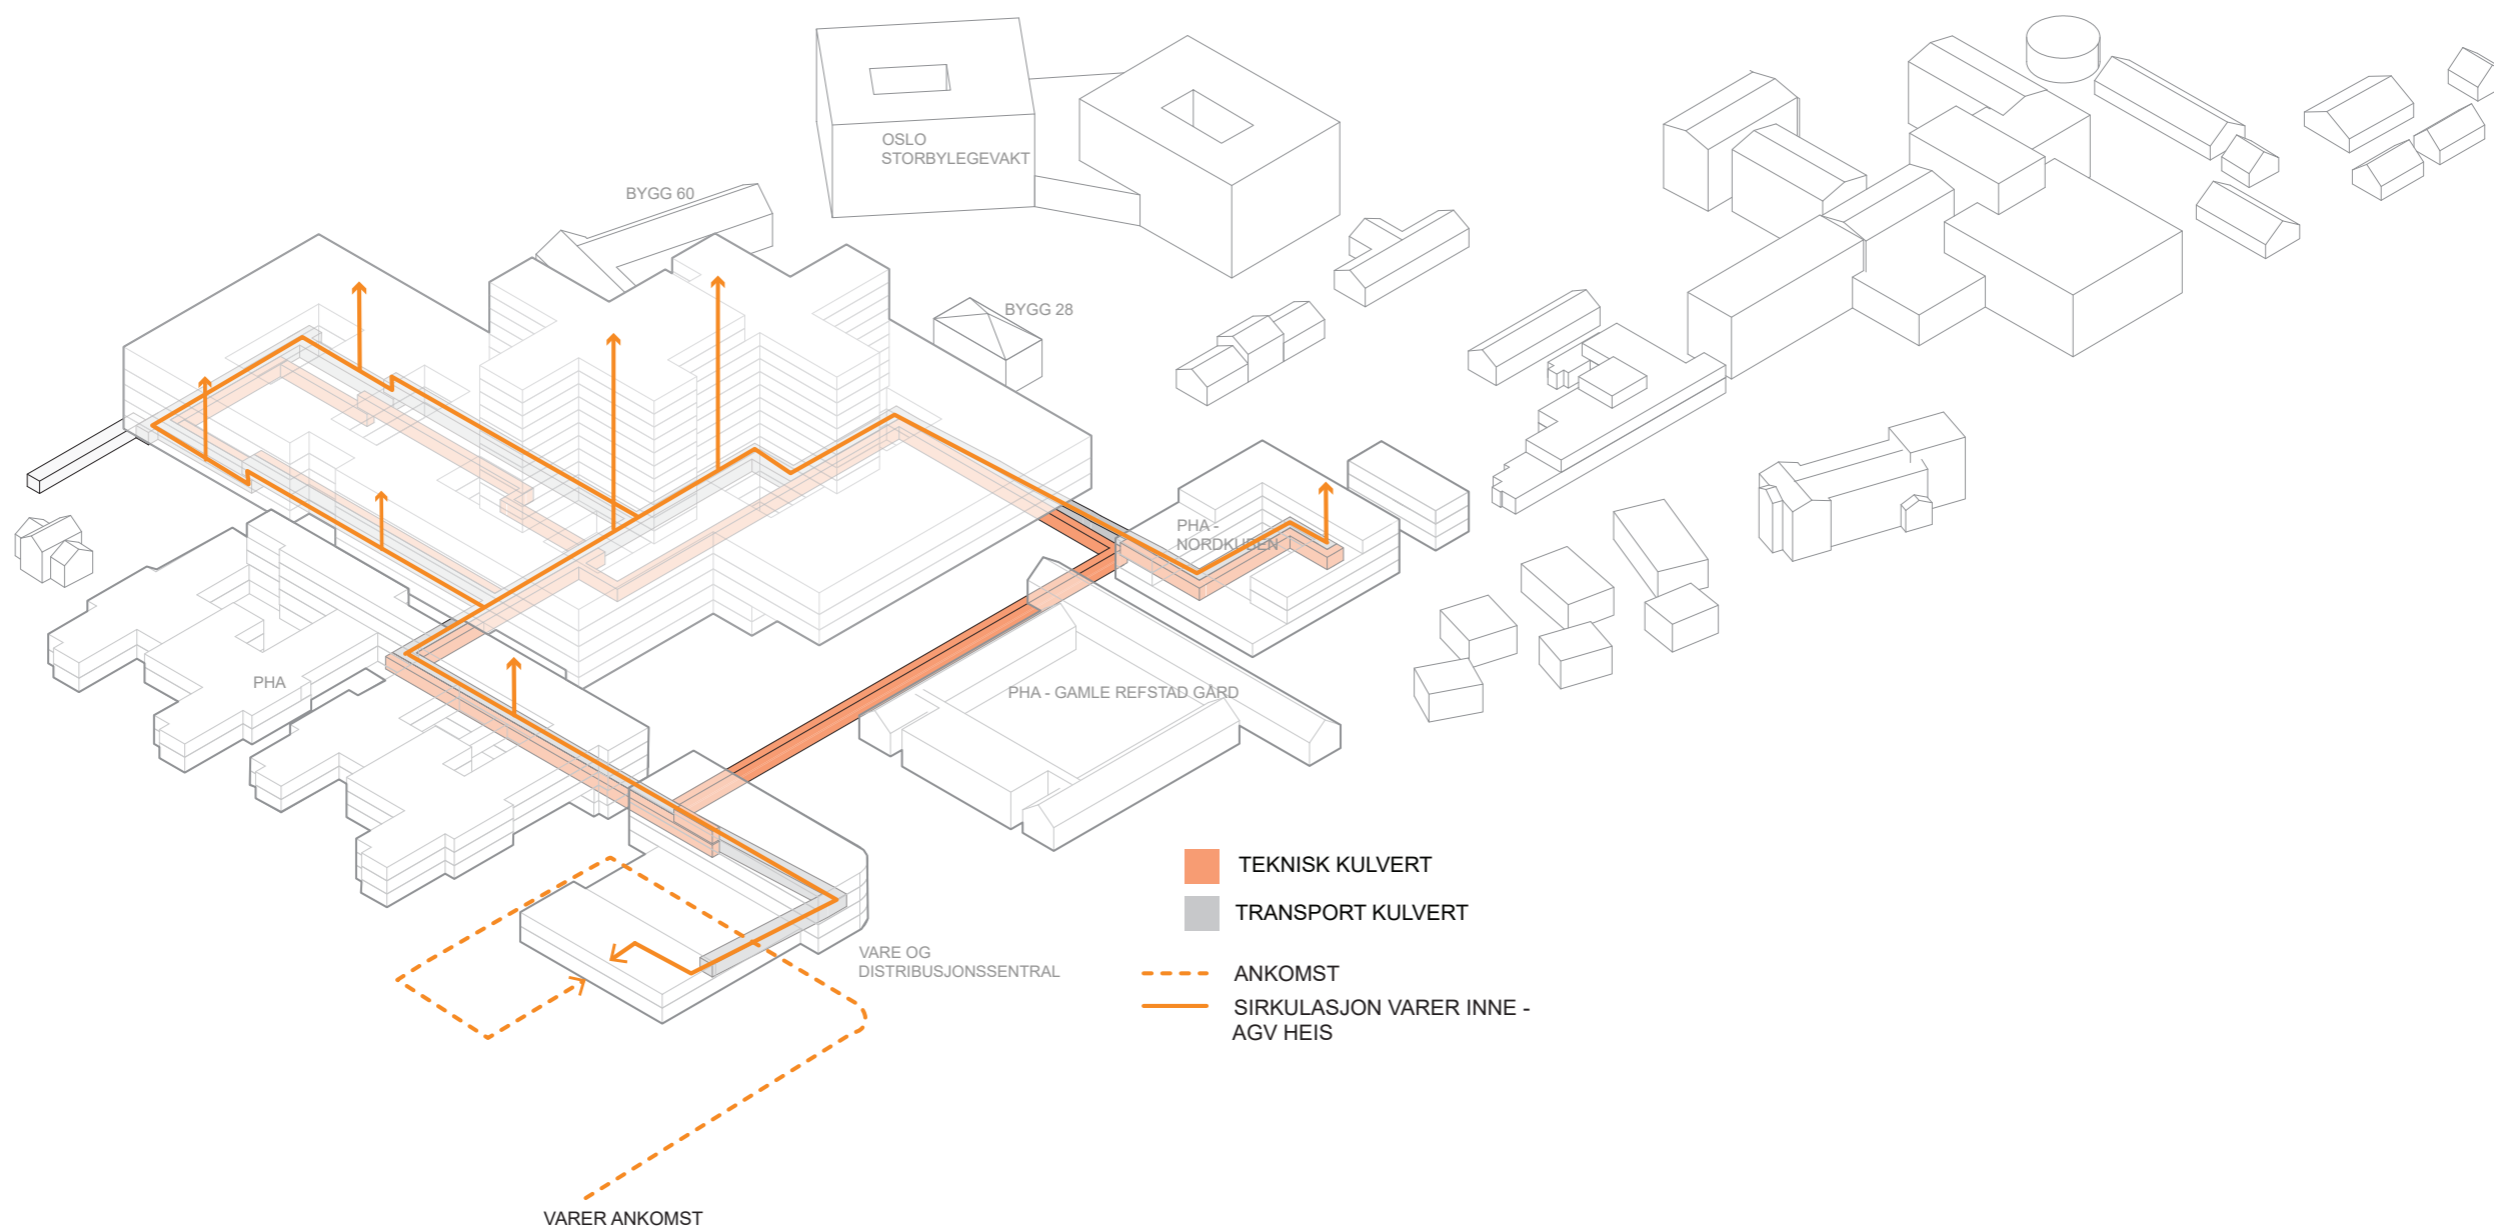 OSLO
STORBYLEGEVAKT
BYGG 60
BYGG 28
PHA -
NORDKUBEN
PHA
PHA - GAMLE REFSTAD GÅRD
TEKNISK KULVERT
TRANSPORT KULVERT
VARE OG
DISTRIBUSJONSSENTRAL
ANKOMST
SIRKULASJON VARER INNE -
AGV HEIS
VARER ANKOMST